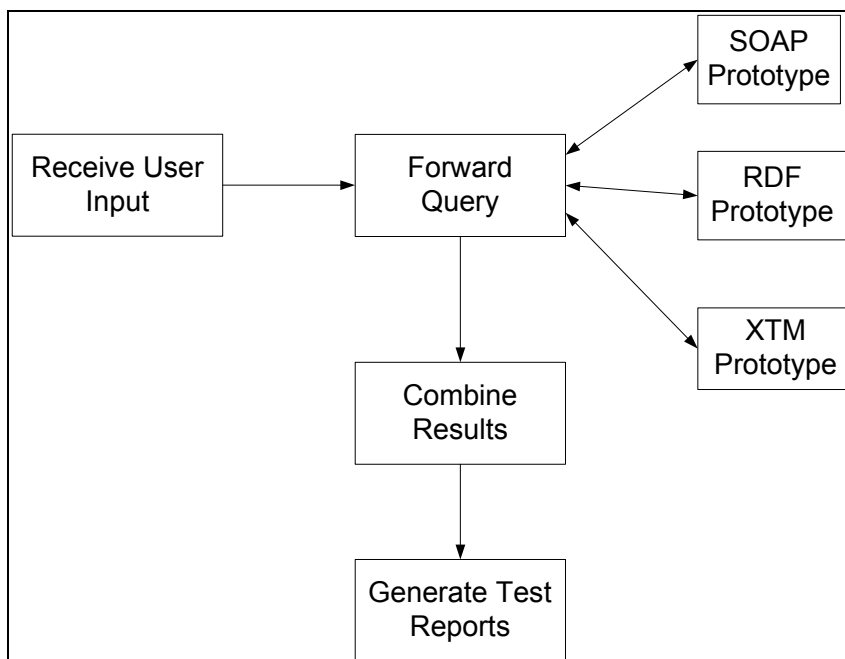 SOAP
Prototype
Receive User
Input
Forward
Query
RDF
Prototype
XTM
Prototype
Combine
Results
Generate Test
Reports